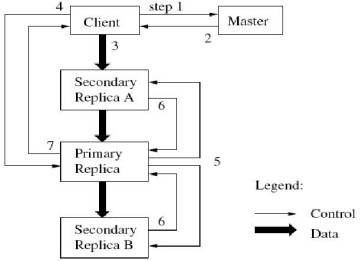 4
step 1
Client
Master
2
3
Secondary
Replica A
6
7
Primary
Replica
5
Legend:
6
Control
Secondary
Replica B
Data